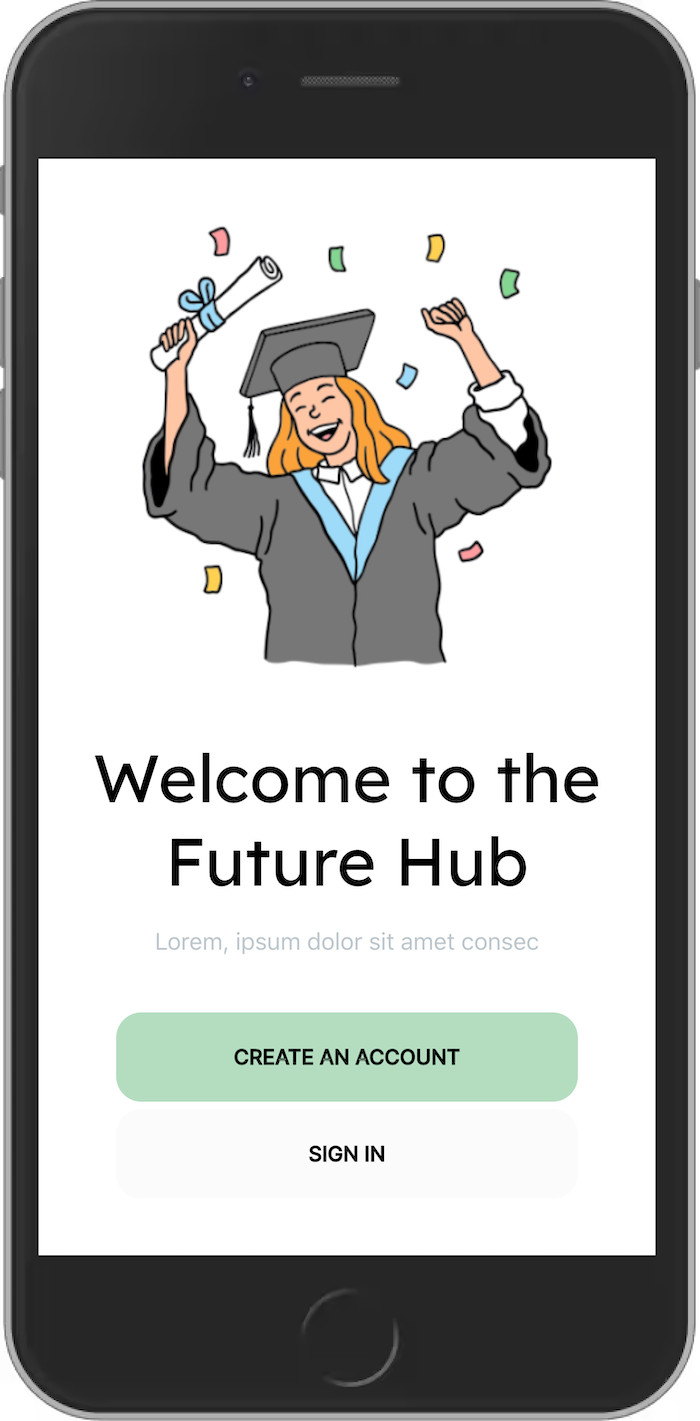 Welcome to the
Future Hub
Lorem, ipsum dolor sit amet consec
CREATE AN ACCOUNT
SIGN IN